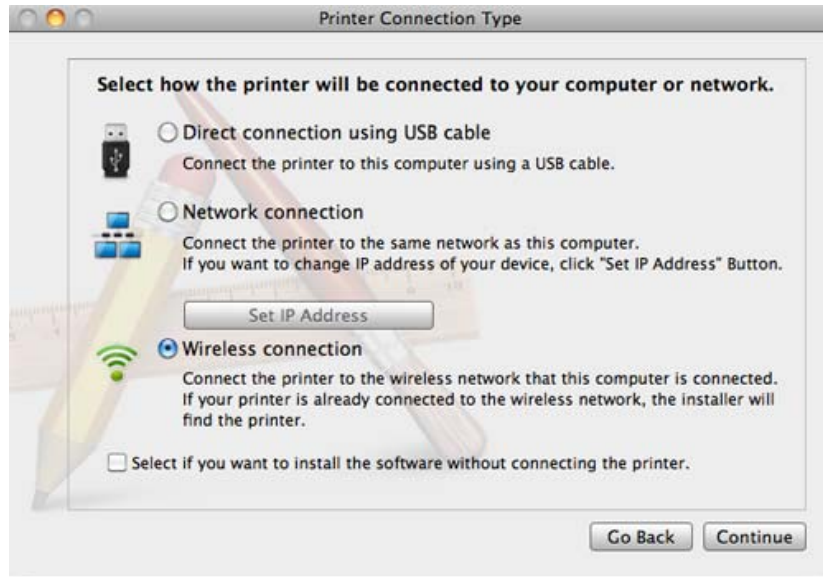 Printer Connection Type
Select how the printer will be connected to your computer or network.
Direct connection using USB cable
Connect the printer to this computer using a USB cable.
Network connection
Connect the printer to the same network as this computer.
If you want to change IP address of your device, click "Set IP Address" Button.
Set IP Address
Wireless connection
Connect the printer to the wireless network that this computer is connected.
If your printer is already connected to the wireless network, the installer will
find the printer.
Select if you want to install the software without connecting the printer.
Go Back
Continue